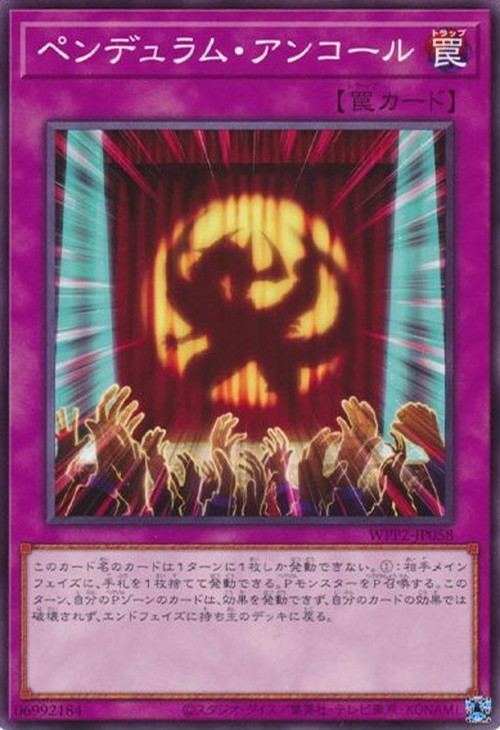 ペンデュラム・アンコール
トラップ
罠
【罠カード】
WPP2-JP058
このカード名のカードは1ターンに1枚しか発動できない。①:相手メイン
フェイズに、手札を1枚捨てて発動できる。Pモンスターを P召喚する。この
ターン、自分のPゾーンのカードは、効果を発動できず、自分のカードの効果では
破壊されず、エンドフェイズに持ち主のデッキに戻る。
06992184
©スタジオ・ダイス/集英社・テレビ東京・KONAMI